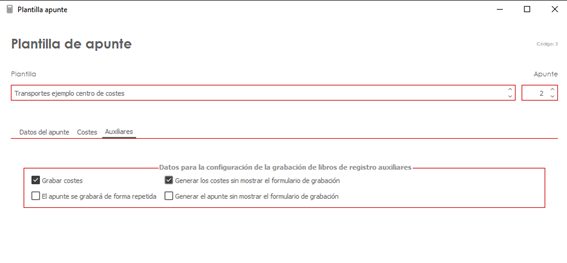 Plantilla apunte
Plantilla de apunte
Código: 3
Plantilla Apunte
Transportes ejemplo centro de costes 2
Datos del apunte Costes Auxiliares
Datos para la configuración de la grabación de libros de registro auxiliares
Grabar costes Generar los costes sin mostrar el formulario de grabación
El apunte se grabará de forma repetida Generar el apunte sin mostrar el formulario de grabación